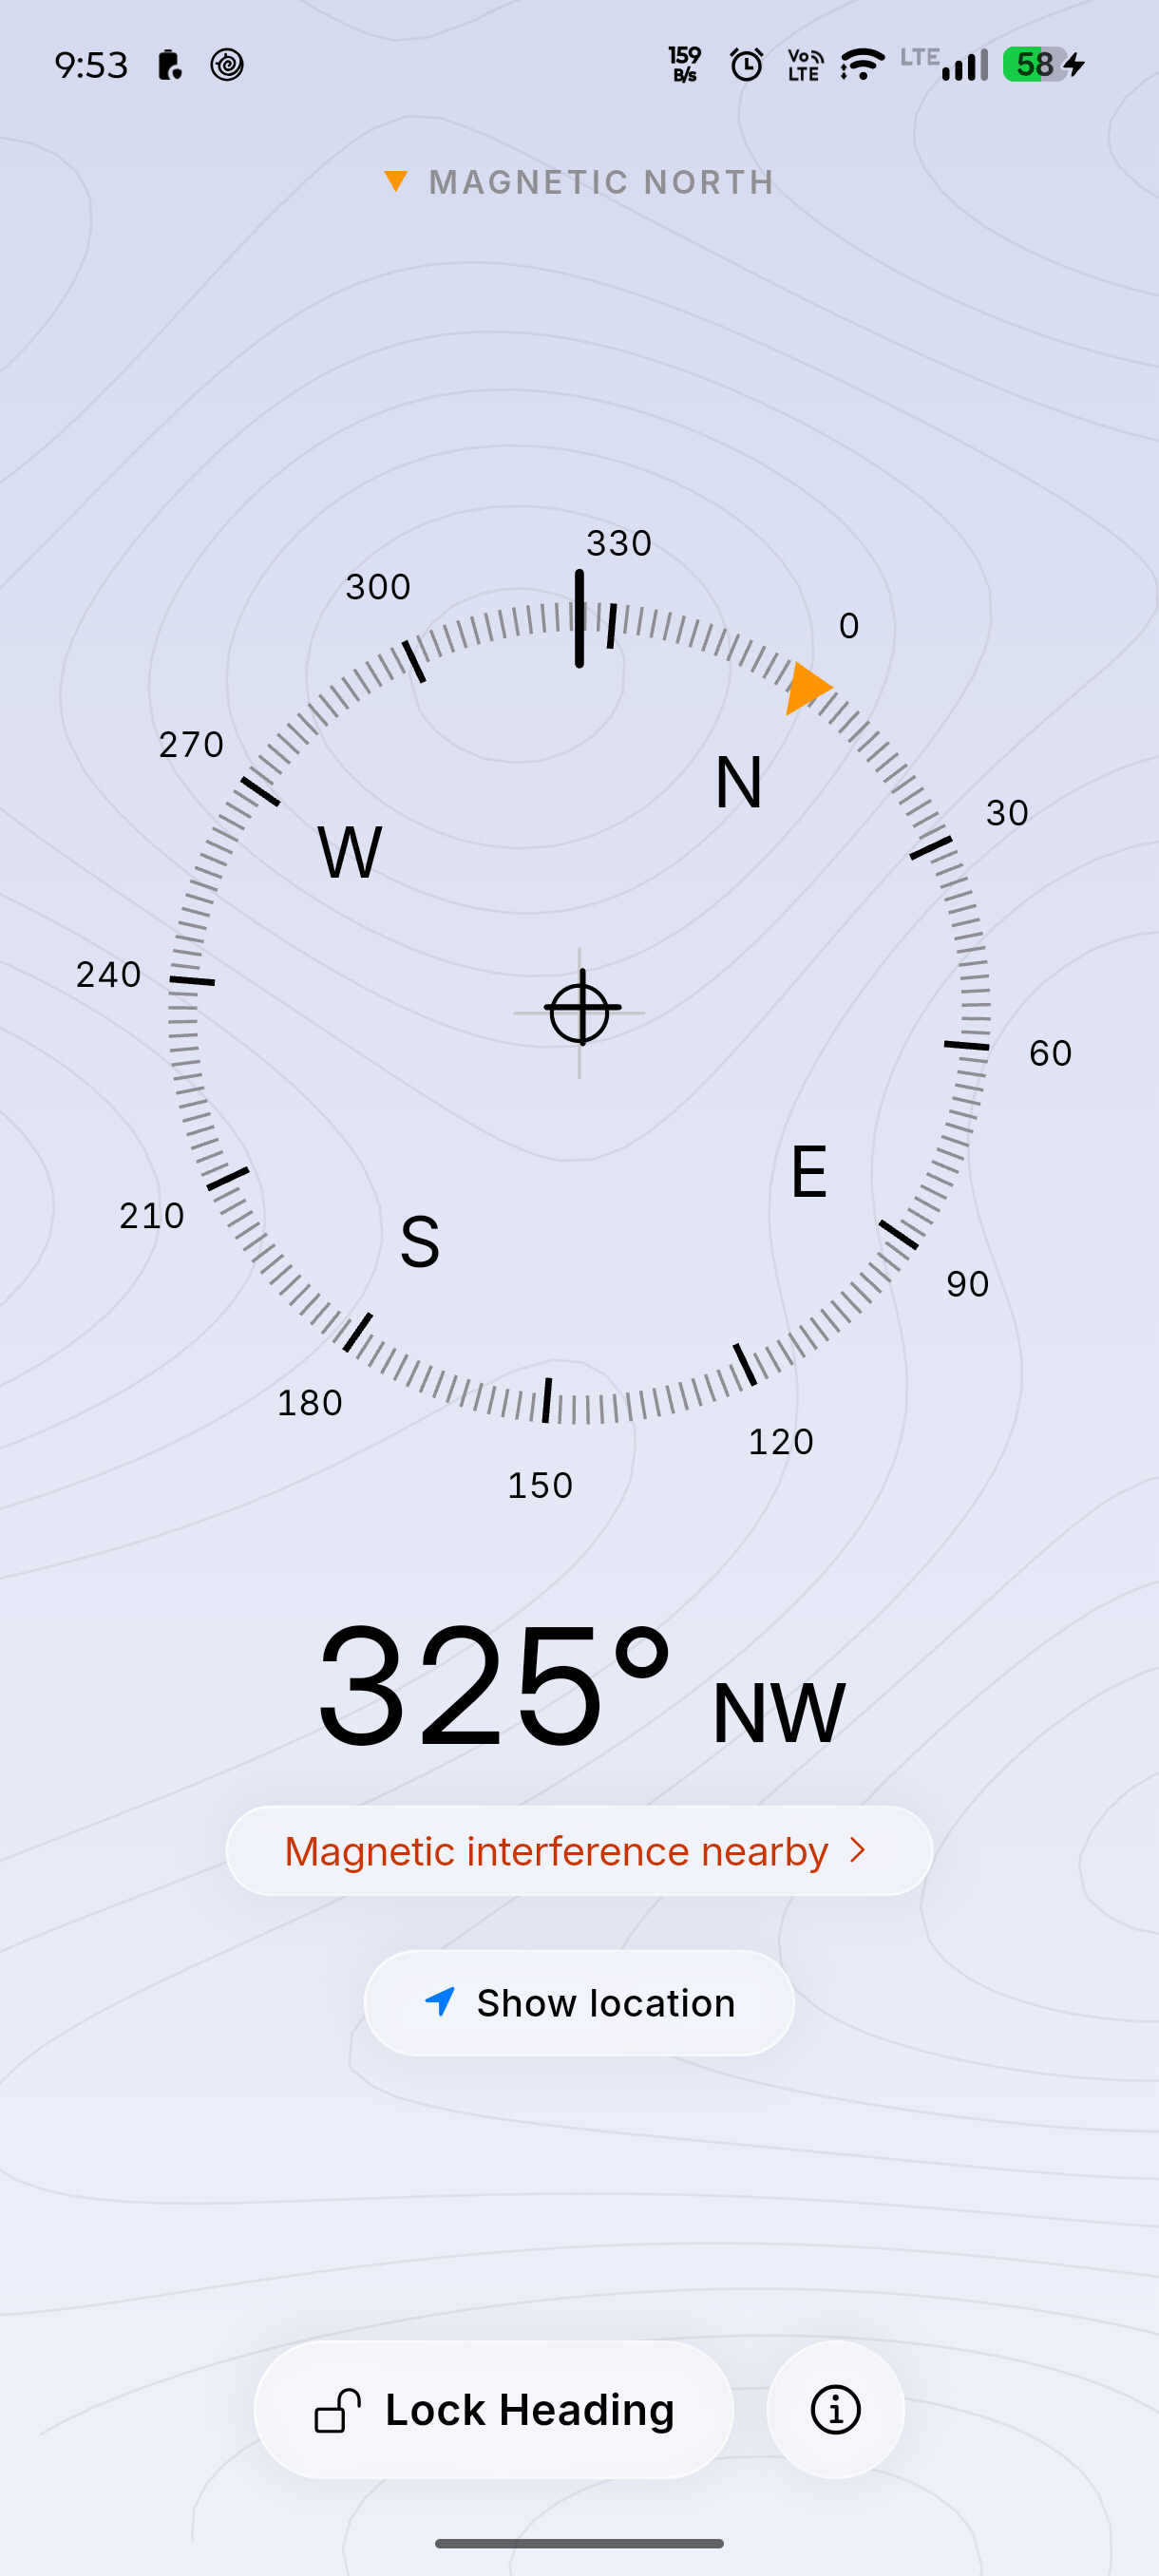 9:53 159 B/s Vo LTE LTE 58
MAGNETIC NORTH
330
300
0
270
N
30
W
240
60
E
210
S
90
180
120
150
325° NW
Magnetic interference nearby
Show location
Lock Heading